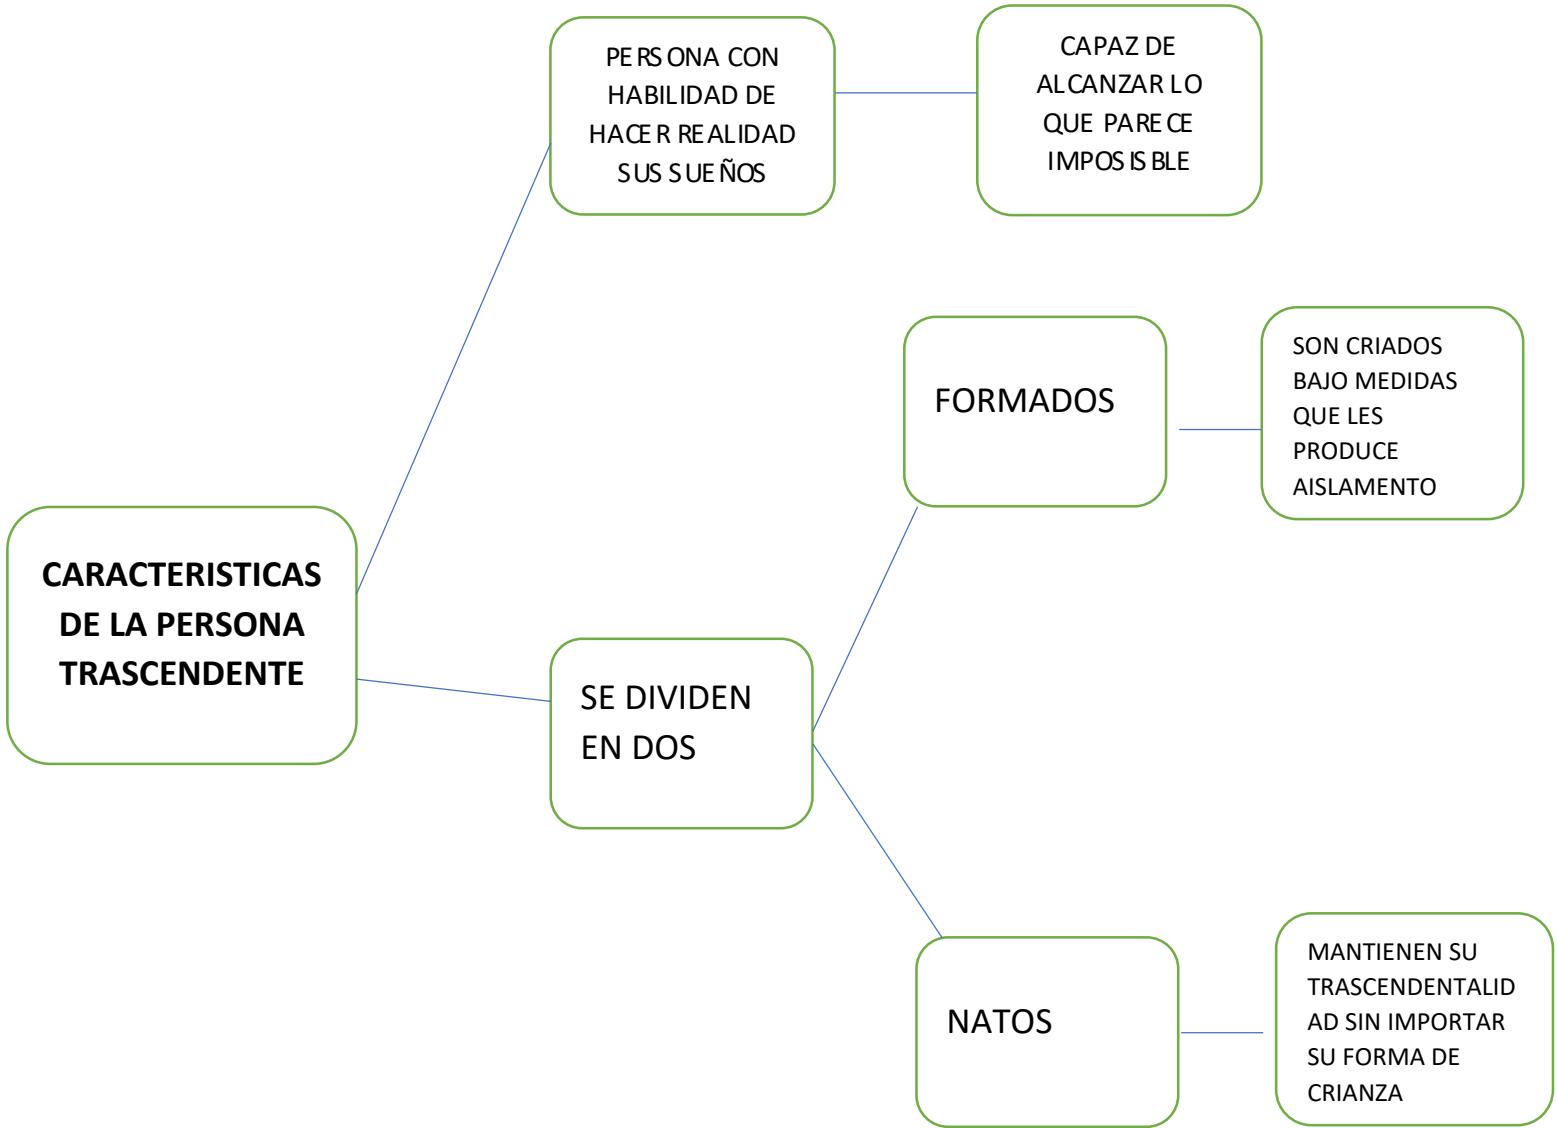 PERSONA CON
HABILIDAD DE
HACER REALIDAD
SUS SUEÑOS
CAPAZ DE
ALCANZAR LO
QUE PARECE
IMPOSISBLE
FORMADOS
SON CRIADOS
BAJO MEDIDAS
QUE LES
PRODUCE
AISLAMENTO
CARACTERISTICAS
DE LA PERSONA
TRASCENDENTE
SE DIVIDEN
EN DOS
NATOS
MANTIENEN SU
TRASCENDENTALID
AD SIN IMPORTAR
SU FORMA DE
CRIANZA